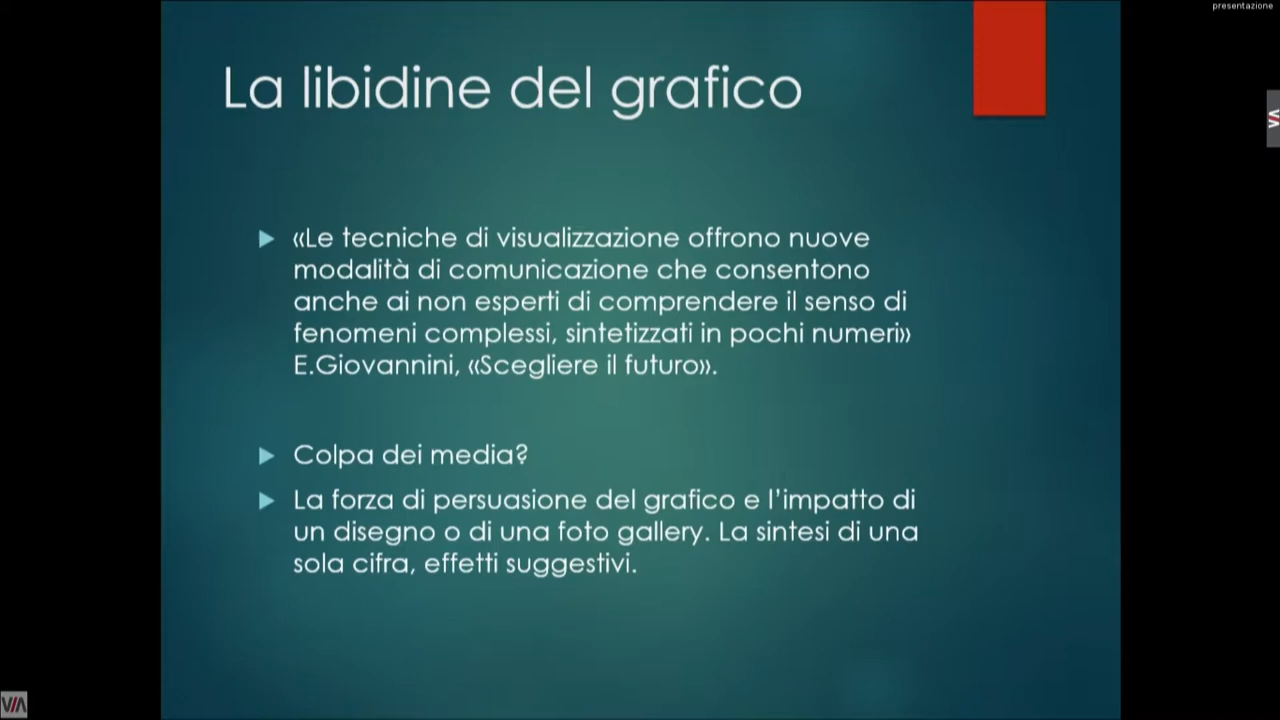 presentazione
La libidine del grafico
«Le tecniche di visualizzazione offrono nuove
modalità di comunicazione che consentono
anche ai non esperti di comprendere il senso di
fenomeni complessi, sintetizzati in pochi numeri»
E.Giovannini, «Scegliere il futuro».
Colpa dei media?
La forza di persuasione del grafico e l'impatto di
un disegno o di una foto gallery. La sintesi di una
sola cifra, effetti suggestivi.
VIA